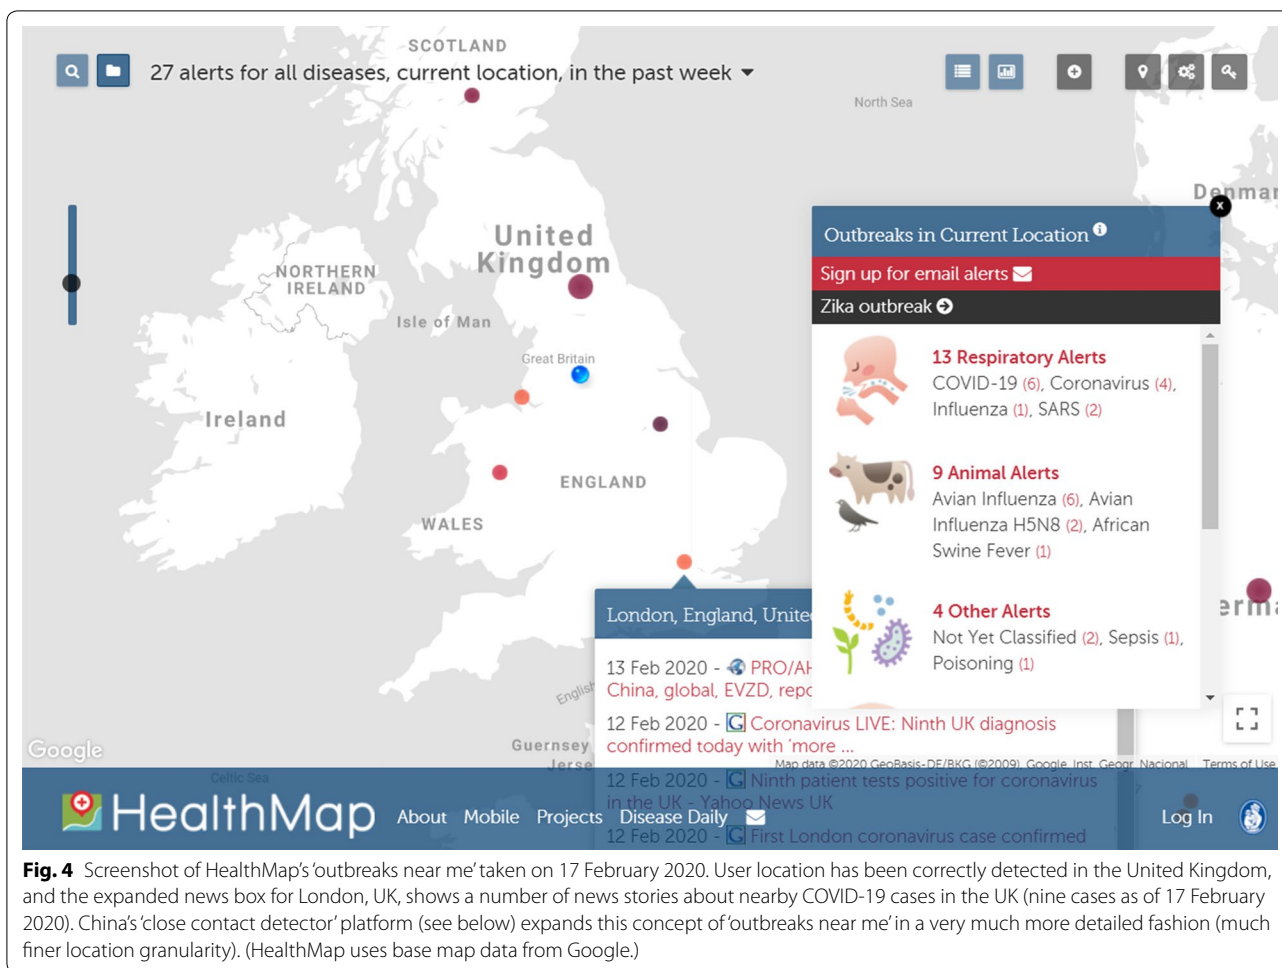 SCOTLAND
27 alerts for all diseases, current location, in the past week
North Sea
Denmar
United
Kingdom
NORTHERN
IRELAND
Isle of Man
Great Britain
Ireland
ENGLAND
WALES
Outbreaks in Current Location
Sign up for email alerts
Zika outbreak
13 Respiratory Alerts
COVID-19 (6), Coronavirus (4),
Influenza (1), SARS (2)
9 Animal Alerts
Avian Influenza (6), Avian
Influenza H5N8 (2), African
Swine Fever (1)
4 Other Alerts
Not Yet Classified (2), Sepsis (1),
Poisoning (1)
erma
London, England, Unite
13 Feb 2020 - PRO/AH
China, global, EVZD, repo
12 Feb 2020 - G Coronavirus LIVE: Ninth UK diagnosis
confirmed today with 'more ...
12 Feb 2020 - G Ninth patient tests positive for coronavirus
in the UK - Yahoo News UK
12 Feb 2020 - G First London coronavirus case confirmed
English
Guernsey
Jerse
Celtic Sea
Google
Map data ©2020 GeoBasis-DE/BKG (©2009), Google, Inst. Geogr. Nacional
Terms of Use
HealthMap
About Mobile Projects Disease Daily
Log In
Fig. 4 Screenshot of HealthMap's 'outbreaks near me' taken on 17 February 2020. User location has been correctly detected in the United Kingdom,
and the expanded news box for London, UK, shows a number of news stories about nearby COVID-19 cases in the UK (nine cases as of 17 February
2020). China's 'close contact detector' platform (see below) expands this concept of 'outbreaks near me' in a very much more detailed fashion (much
finer location granularity). (HealthMap uses base map data from Google.)